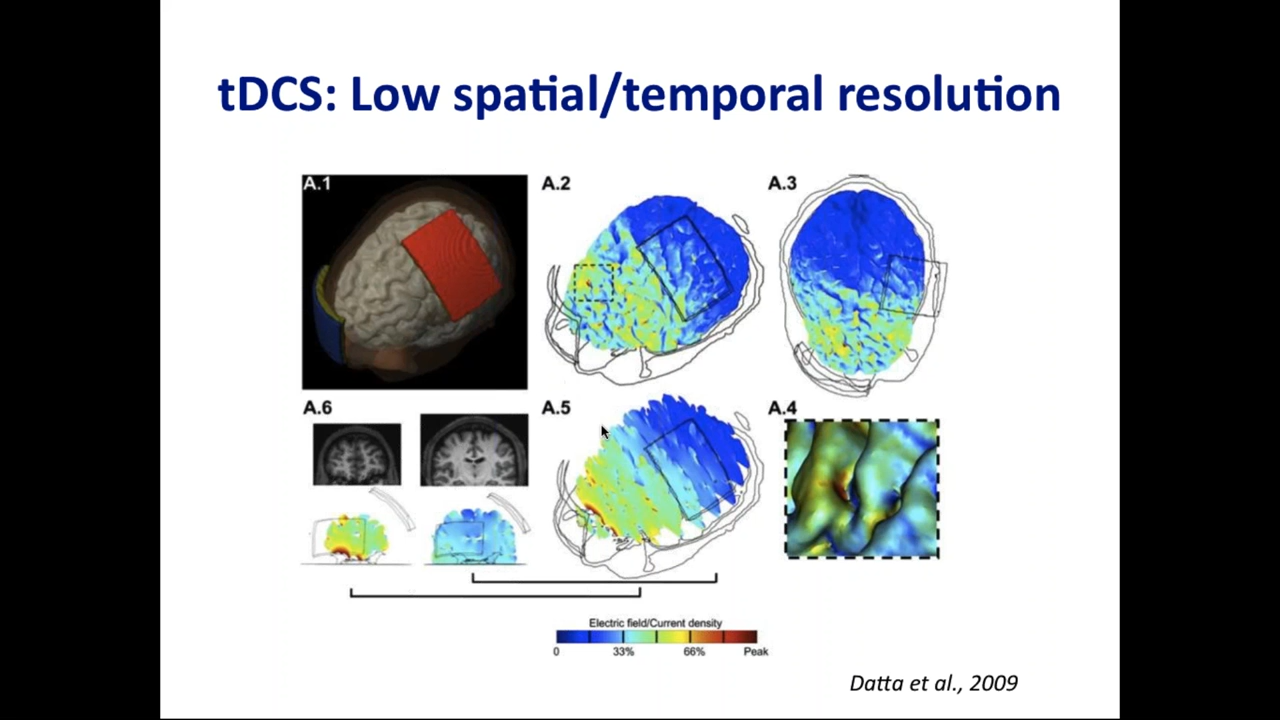 tDCS: Low spatial/temporal resolution
A.1
A.2
A.3
A.6
A.5
A.4
Electric field/Current density
0 33% 66% Peak
Datta et al., 2009